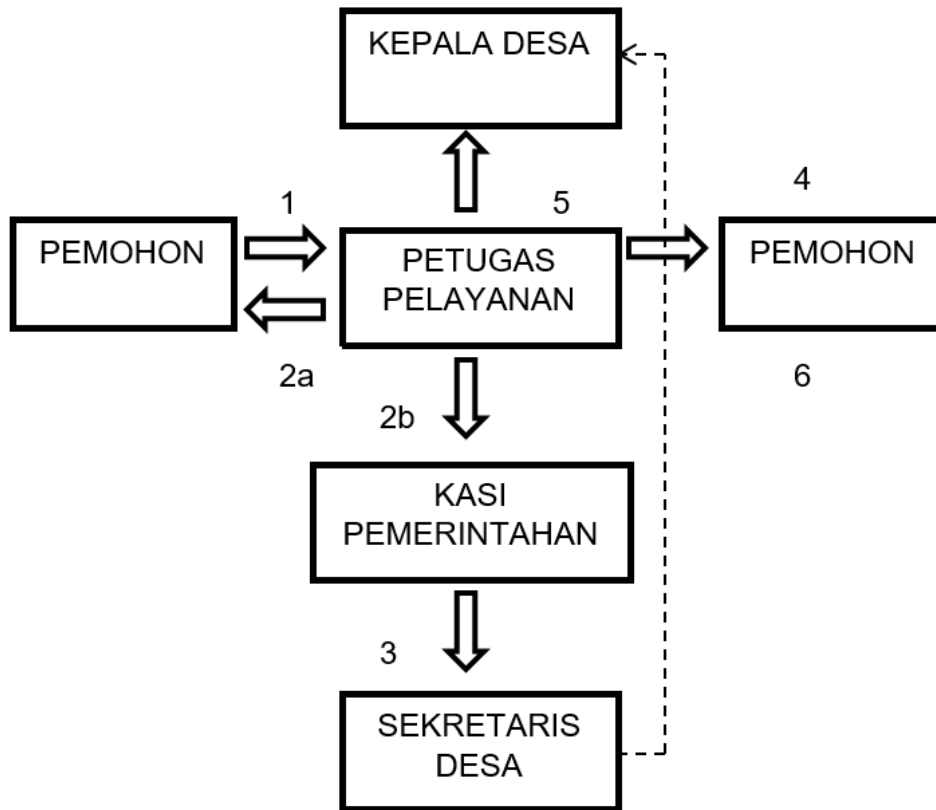 KEPALA DESA
1
5
4
PEMOHON
PETUGAS
PELAYANAN
PEMOHON
2a
6
2b
KASI
PEMERINTAHAN
3
SEKRETARIS
DESA